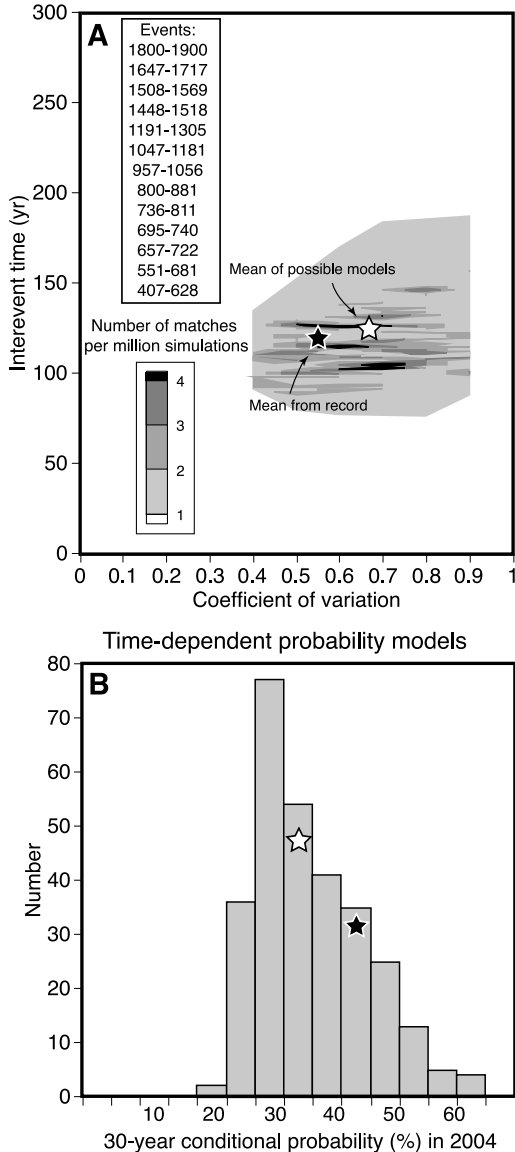 A
Events:
1800-1900
1647-1717
1508-1569
1448-1518
1191-1305
1047-1181
957-1056
800-881
736-811
695-740
657-722
551-681
407-628
Interevent time (yr)
300
250
200
150
100
50
0
Mean of possible models
Mean from record
Number of matches
per million simulations
4
3
2
1
0 0.1 0.2 0.3 0.4 0.5 0.6 0.7 0.8 0.9 1
Coefficient of variation
Time-dependent probability models
B
Number
80
70
60
50
40
30
20
10
0
10 20 30 40 50 60
30-year conditional probability (%) in 2004